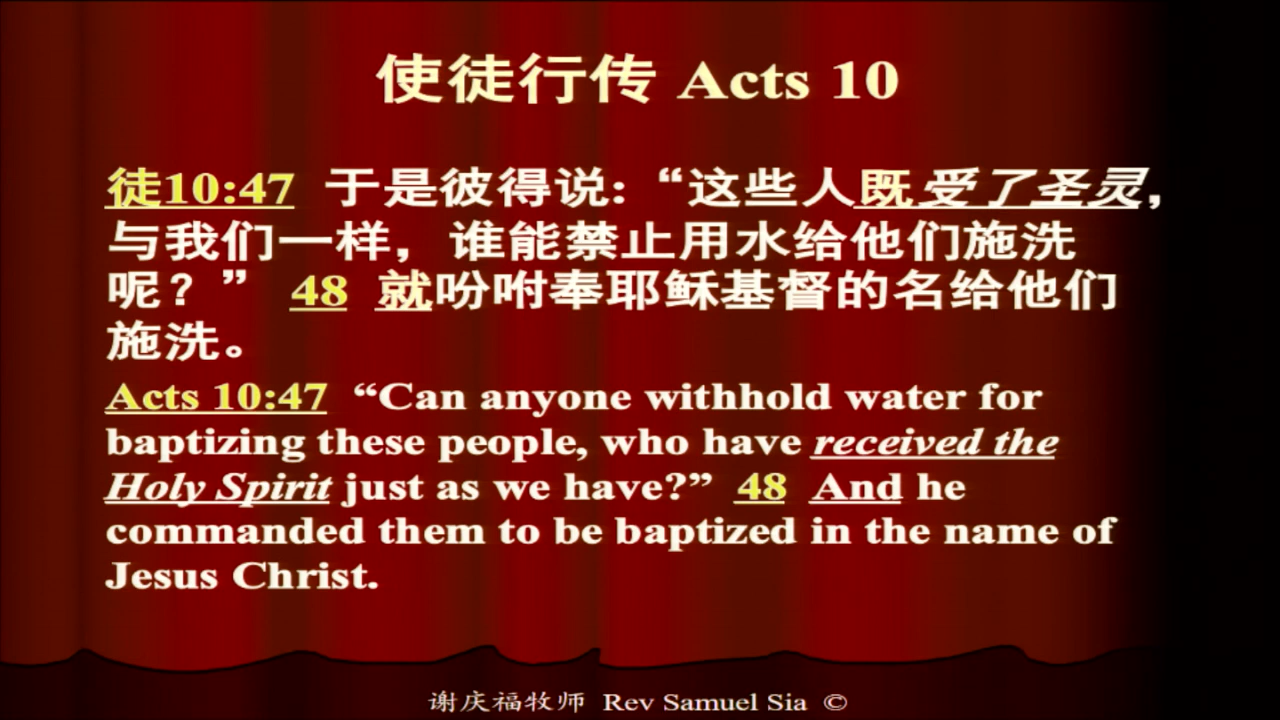 使徒行传 Acts 10
徒10:47 于是彼得说:“这些人既受了圣灵,
与我们一样, 谁能禁止用水给他们施洗
呢?” 48 就吩咐奉耶稣基督的名给他们
施洗。
Acts 10:47 “Can anyone withhold water for
baptizing these people, who have received the
Holy Spirit just as we have?” 48 And he
commanded them to be baptized in the name of
Jesus Christ.
谢庆福牧师 Rev Samuel Sia ©